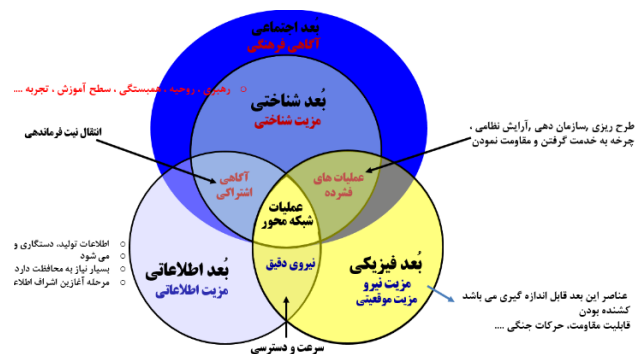 بُعد اجتماعی
آگاهی فرهنگی
رهبری ، روحیه ، همبستگی ، سطح آموزش ، تجربه ....
بُعد شناختی
مزیت شناختی
انتقال نیت فرماندهی
طرح ریزی ,سازمان دهی ,آرایش نظامی ،
چرخه به خدمت گرفتن و مقاومت نمودن
آگاهی
اشتراکی
عملیات های
فشرده
عملیات
شبکه محور
اطلاعات تولید، دستکاری و
می شود
بسیار نیاز به محافظت دارد
مرحله آغازین اشراف اطلاع
بُعد اطلاعاتی
مزیت اطلاعاتی
نیروی دقیق
بُعد فیزیکی
مزیت نیرو
مزیت موقعیتی
عناصر این بعد قابل اندازه گیری می باشد
کشنده بودن
قابلیت مقاومت، حرکات جنگی ....
سرعت و دسترسی